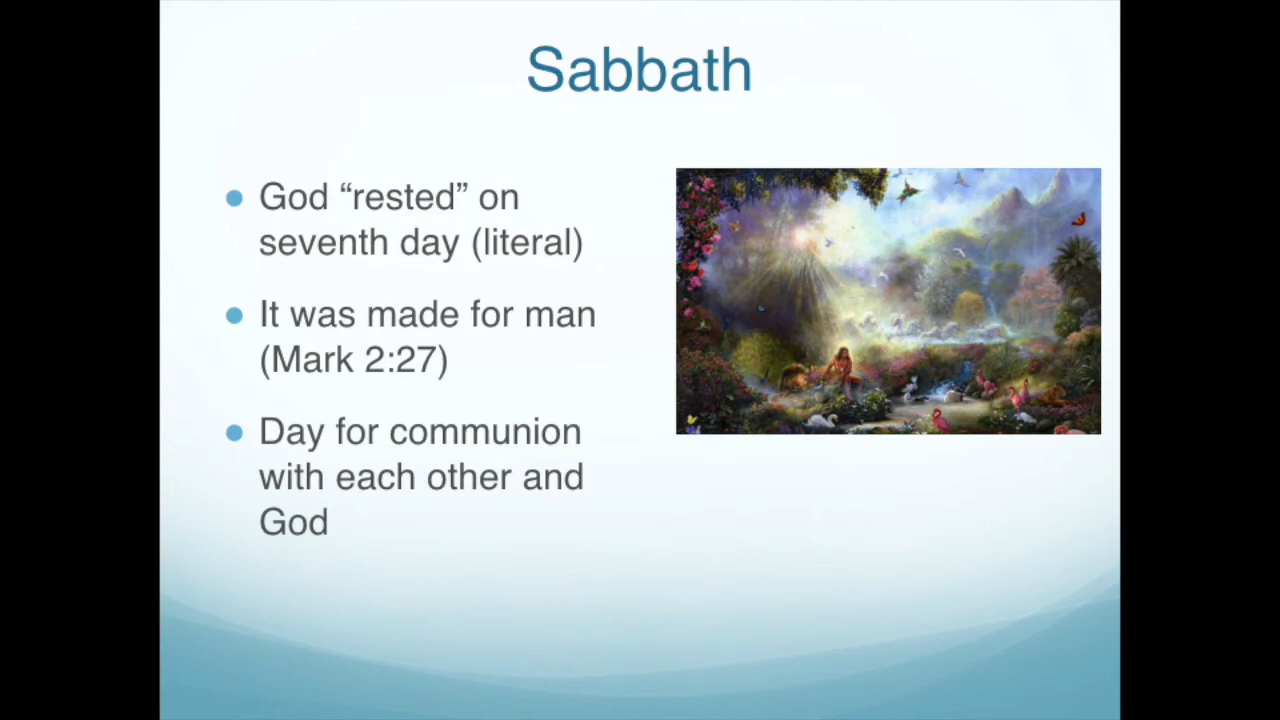 Sabbath
God “rested” on
seventh day (literal)
It was made for man
(Mark 2:27)
Day for communion
with each other and
God